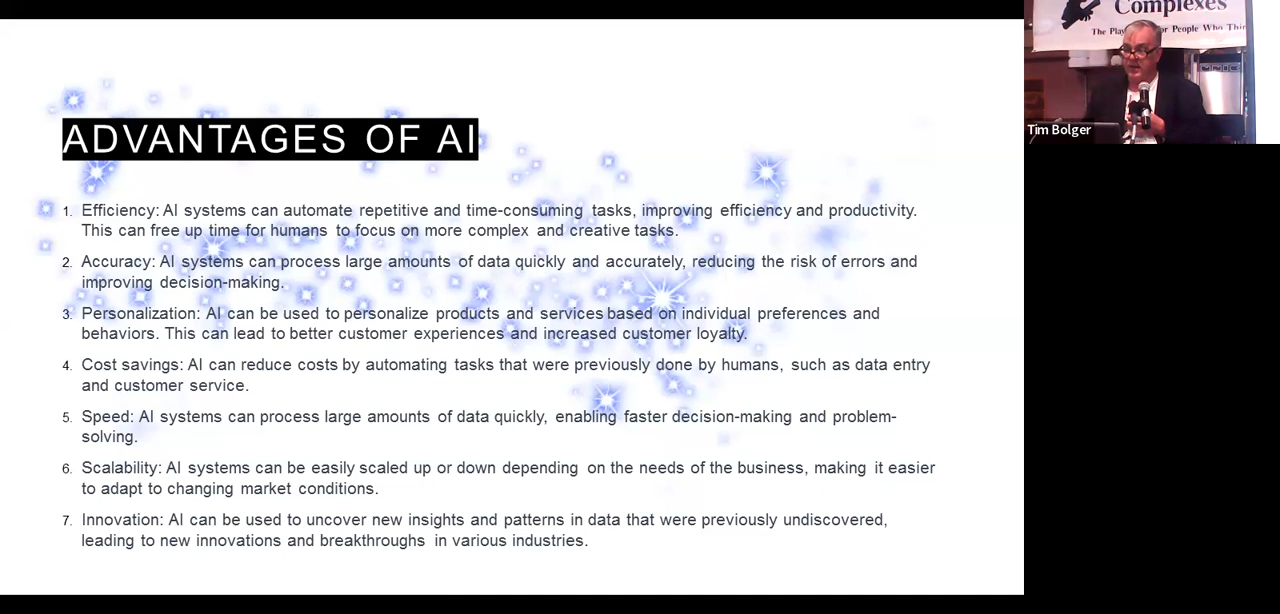 ADVANTAGES OF AI
1. Efficiency: AI systems can automate repetitive and time-consuming tasks, improving efficiency and productivity.
This can free up time for humans to focus on more complex and creative tasks.
2. Accuracy: AI systems can process large amounts of data quickly and accurately, reducing the risk of errors and
improving decision-making.
3. Personalization: AI can be used to personalize products and services based on individual preferences and
behaviors. This can lead to better customer experiences and increased customer loyalty.
4. Cost savings: AI can reduce costs by automating tasks that were previously done by humans, such as data entry
and customer service.
5. Speed: AI systems can process large amounts of data quickly, enabling faster decision-making and problem-
solving.
6. Scalability: AI systems can be easily scaled up or down depending on the needs of the business, making it easier
to adapt to changing market conditions.
7. Innovation: AI can be used to uncover new insights and patterns in data that were previously undiscovered,
leading to new innovations and breakthroughs in various industries.
Complexes
The People Who
Tim Bolger